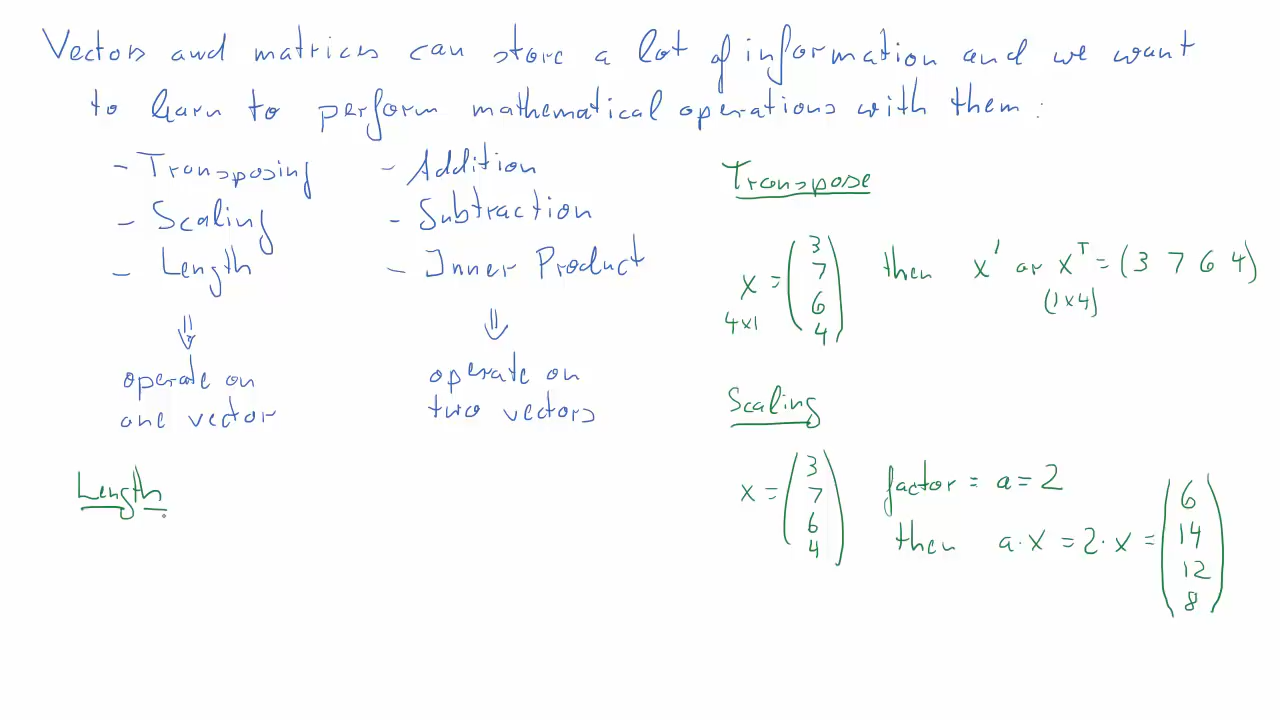 Vectors and matrices can store a lot of information and we want
to learn to perform mathematical operations with them:
- Transposing
- Scaling
- Length
⇓
operate on
one vector
- Addition
- Subtraction
- Inner Product
⇓
operate on
two vectors
Transpose
x = (3 7 6 4) then x' or xᵀ = (3 7 6 4)
4x1 (1x4)
Scaling
x = (3 7 6 4) factor = a = 2
then a·x = 2·x = (6 14 12 8)
Length